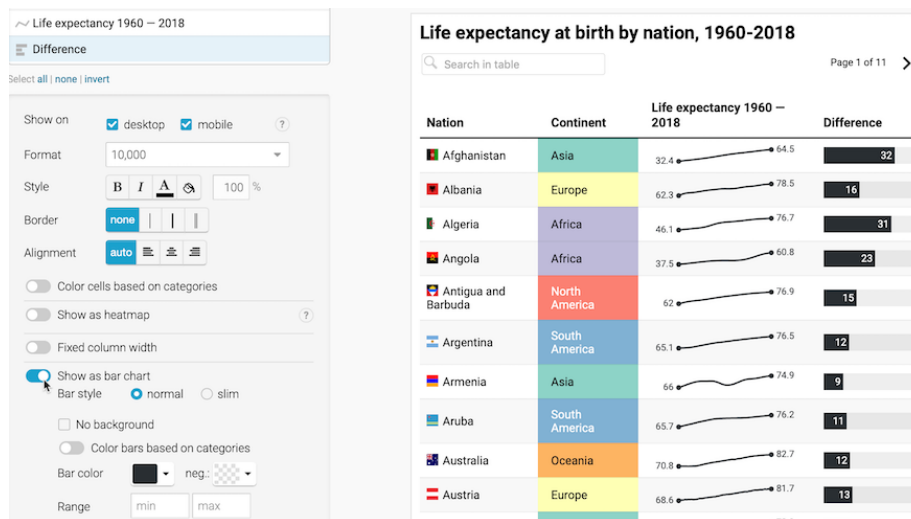 Life expectancy 1960 — 2018
Difference
Select all | none | invert
Show on
desktop
mobile
?
Format
10,000
Style
B I A
100 %
Border
none
Alignment
auto
Color cells based on categories
Show as heatmap
?
Fixed column width
Show as bar chart
Bar style
normal
slim
No background
Color bars based on categories
Bar color
neg.:
Range
min
max
Life expectancy at birth by nation, 1960-2018
Search in table
Page 1 of 11
Nation
Continent
Life expectancy 1960 —
2018
Difference
Afghanistan
Asia
32.4
64.5
32
Albania
Europe
62.3
78.5
16
Algeria
Africa
46.1
76.7
31
Angola
Africa
37.5
60.8
23
Antigua and
Barbuda
North
America
62
76.9
15
Argentina
South
America
65.1
76.5
12
Armenia
Asia
66
74.9
9
Aruba
South
America
65.7
76.2
11
Australia
Oceania
70.8
82.7
12
Austria
Europe
68.6
81.7
13